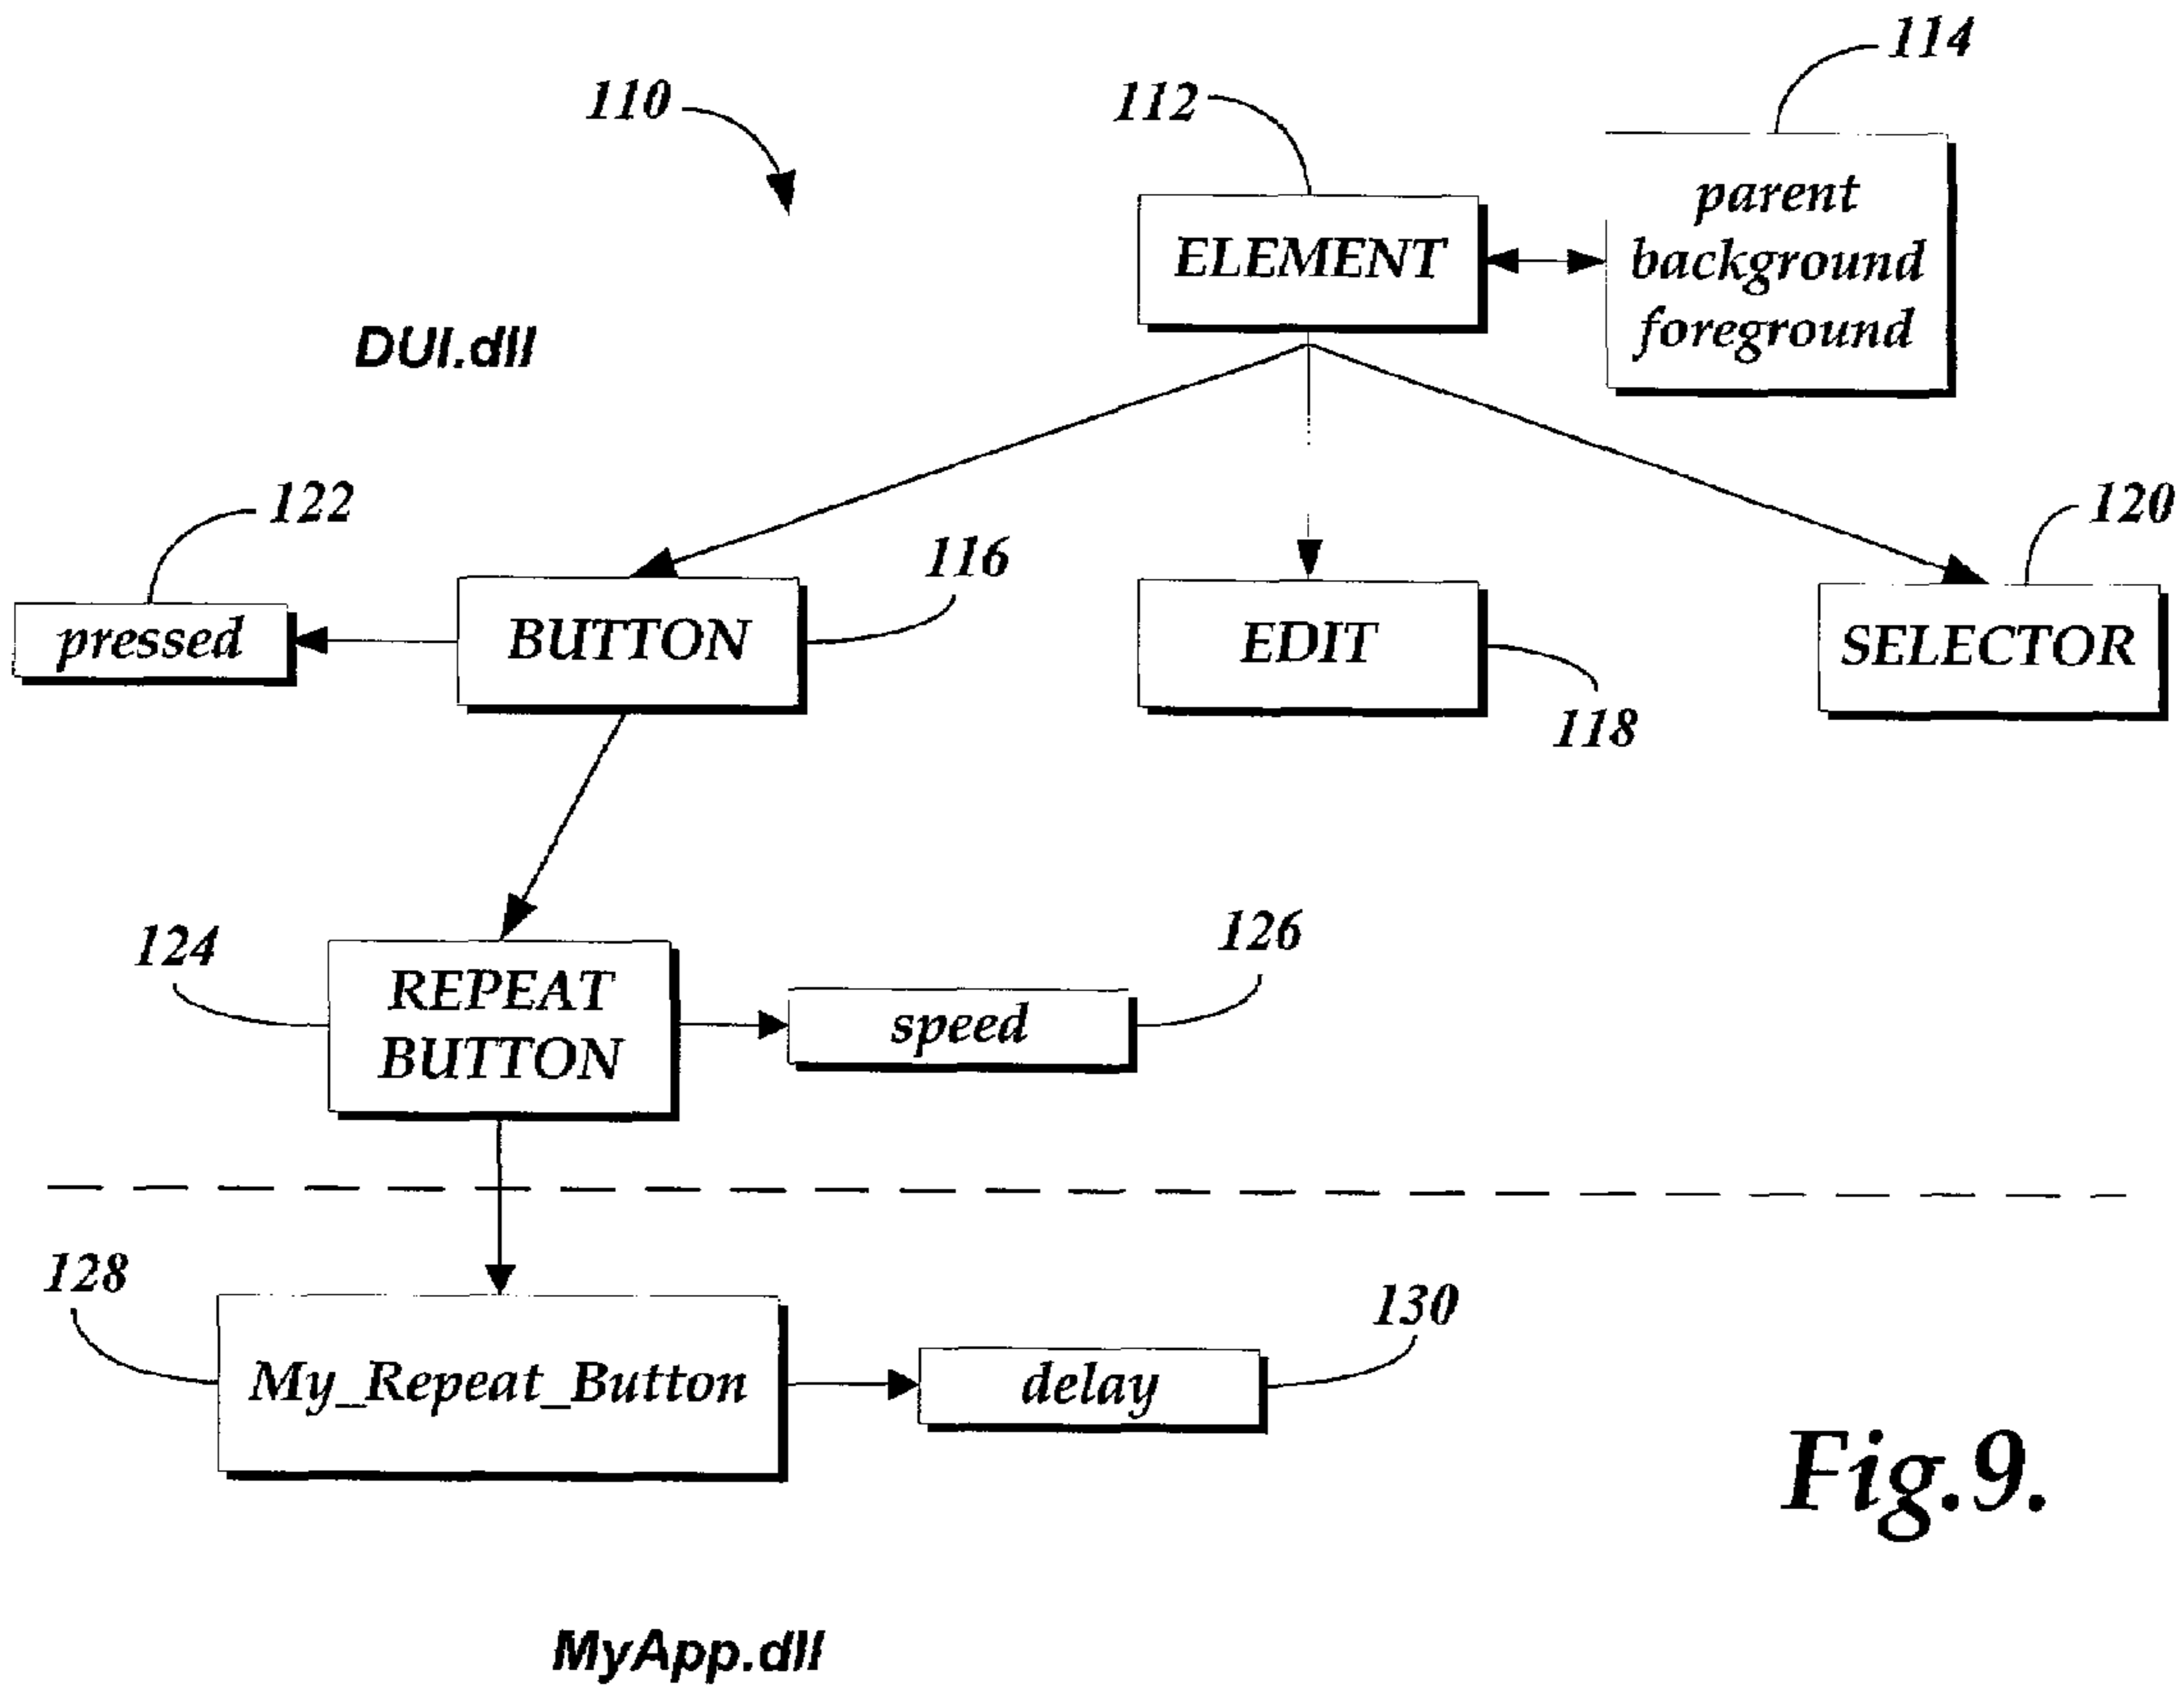 114
110
112
parent
ELEMENT
background
foreground
DUI.dll
122
120
116
pressed
BUTTON
EDIT
SELECTOR
118
124
126
REPEAT
speed
BUTTON
128
130
My_Repeat_Button
delay
Fig.9.
MyApp.dll